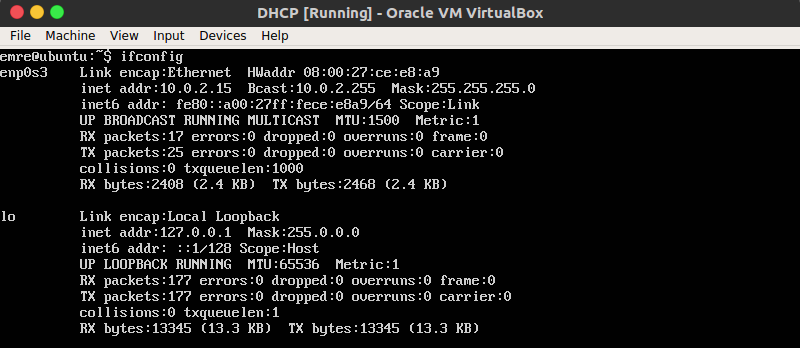 DHCP [Running] - Oracle VM VirtualBox
File Machine View Input Devices Help
emre@ubuntu:~$ ifconfig
enp0s3 Link encap:Ethernet HWaddr 08:00:27:ce:e8:a9
inet addr:10.0.2.15 Bcast:10.0.2.255 Mask:255.255.255.0
inet6 addr: fe80::a00:27ff:fece:e8a9/64 Scope:Link
UP BROADCAST RUNNING MULTICAST MTU:1500 Metric:1
RX packets:17 errors:0 dropped:0 overruns:0 frame:0
TX packets:25 errors:0 dropped:0 overruns:0 carrier:0
collisions:0 txqueuelen:1000
RX bytes:2408 (2.4 KB) TX bytes:2468 (2.4 KB)
lo Link encap:Local Loopback
inet addr:127.0.0.1 Mask:255.0.0.0
inet6 addr: ::1/128 Scope:Host
UP LOOPBACK RUNNING MTU:65536 Metric:1
RX packets:177 errors:0 dropped:0 overruns:0 frame:0
TX packets:177 errors:0 dropped:0 overruns:0 carrier:0
collisions:0 txqueuelen:1
RX bytes:13345 (13.3 KB) TX bytes:13345 (13.3 KB)